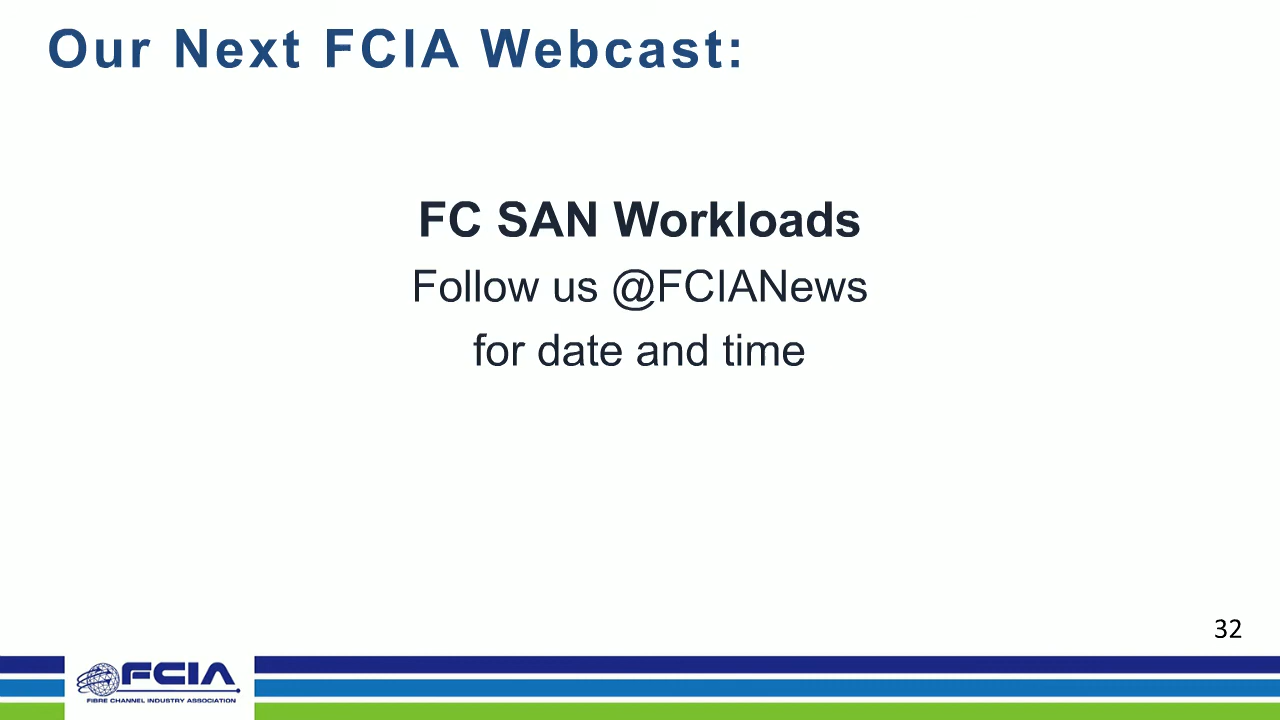 Our Next FCIA Webcast:
FC SAN Workloads
Follow us @FCIANews
for date and time
32
FCIA
FIBRE CHANNEL INDUSTRY ASSOCIATION